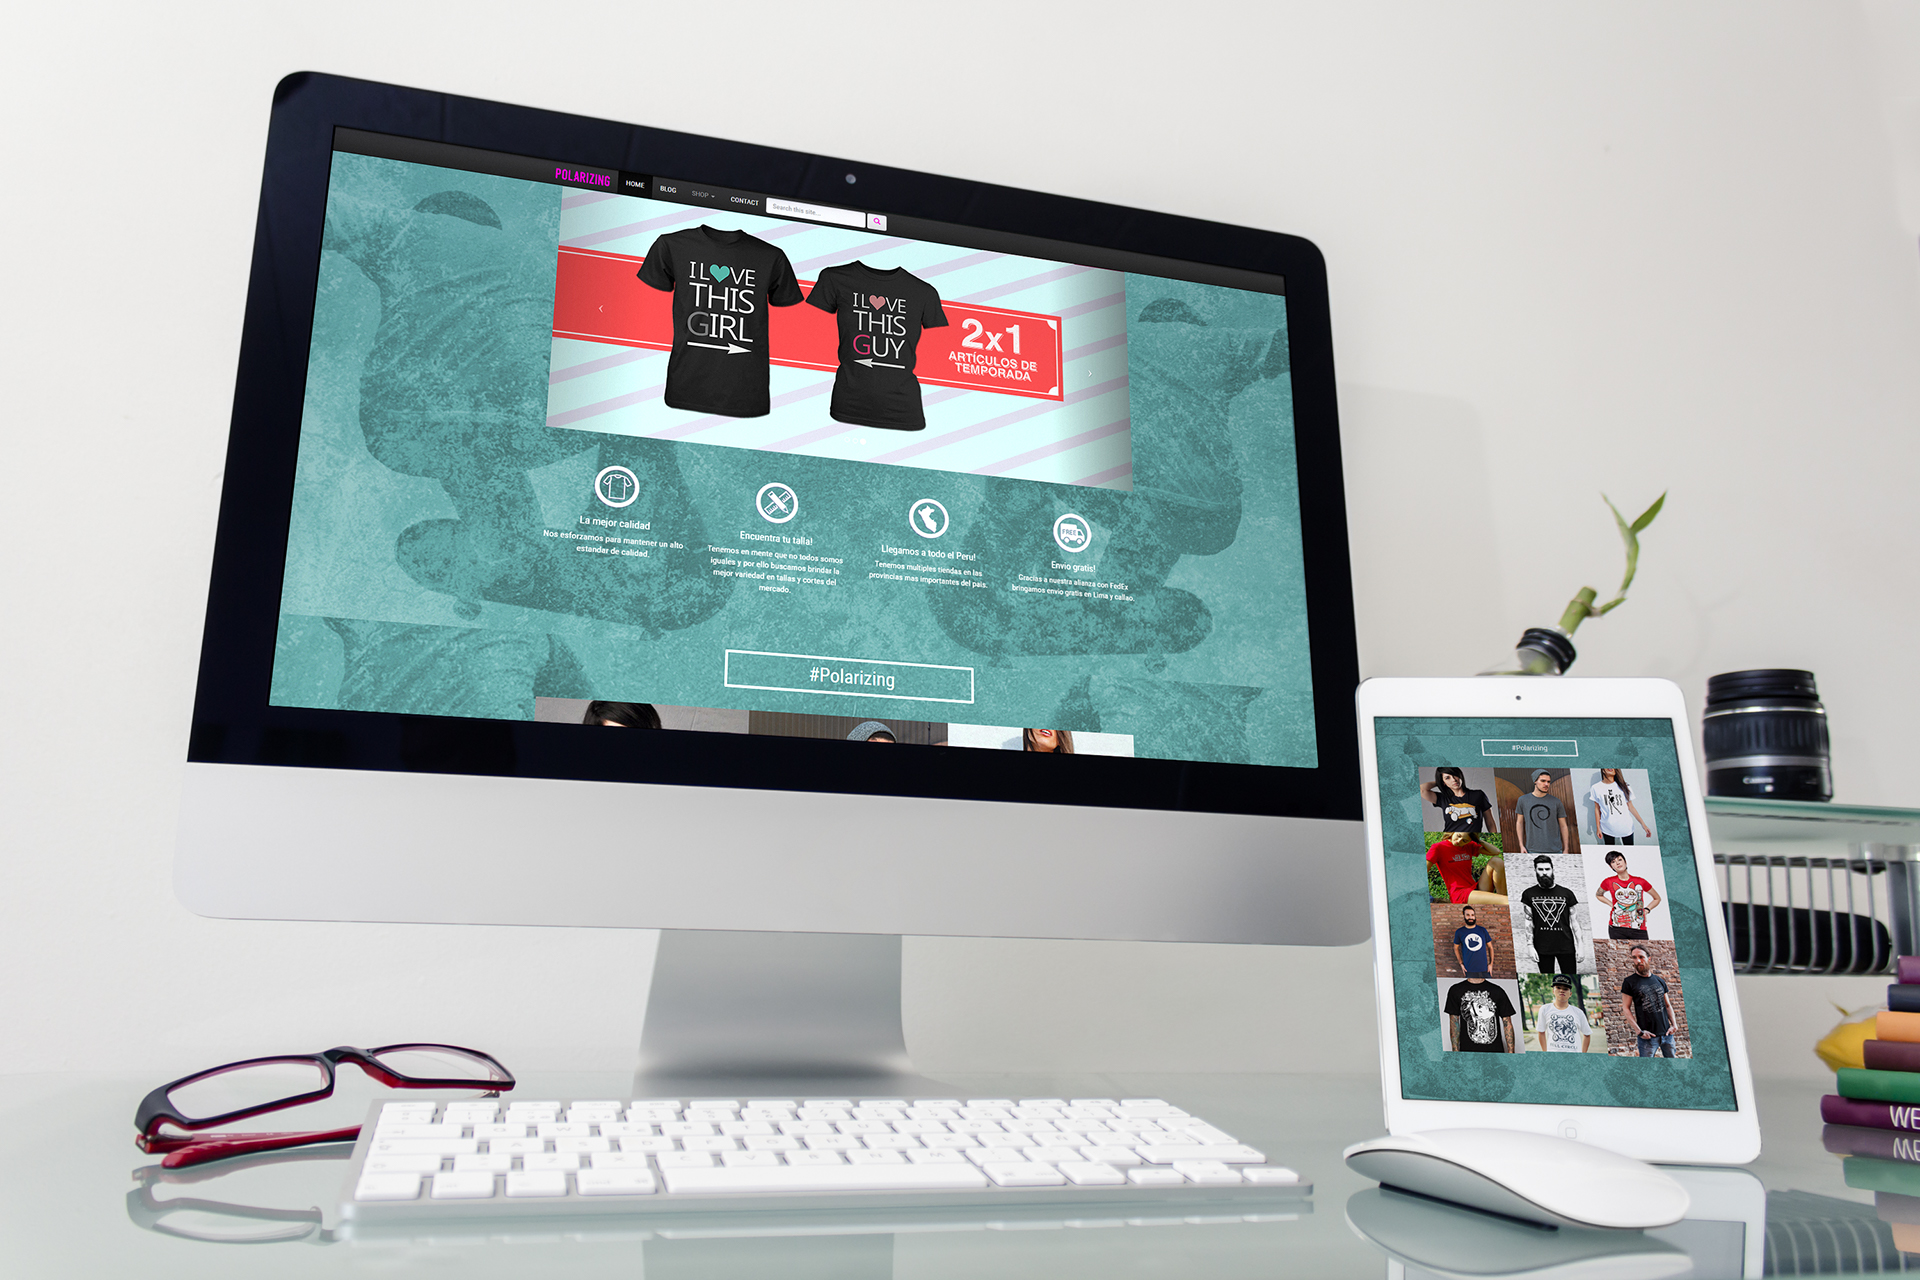 POLARIZING
HOME
BLOG
SHOP
CONTACT
Search this site...
I L VE
THIS
GIRL
I L VE
THIS
GUY
2x1
ARTÍCULOS DE
TEMPORADA
La mejor calidad
Nos esforzamos para mantener un alto
estandar de calidad.
Encuentra tu talla!
Tenemos en mente que no todos somos
iguales y por ello buscamos brindar la
mejor variedad en tallas y cortes del
mercado.
Llegamos a todo el Peru!
Tenemos multiples tiendas en las
provincias mas importantes del pais.
FREE
Envio gratis!
Gracias a nuestra alianza con FedEx
bringamos envio gratis en Lima y callao.
#Polarizing
#Polarizing
Canon
WE